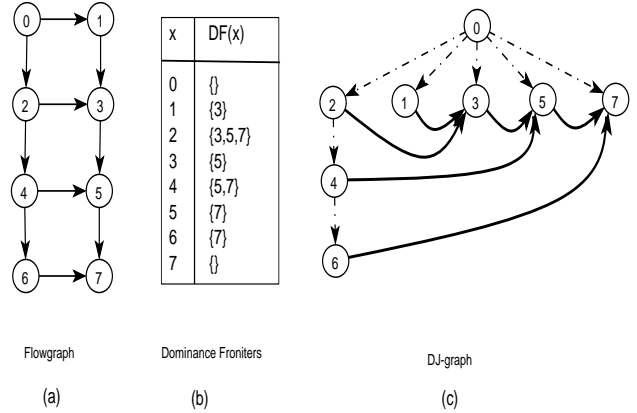 0 1
2 3
4 5
6 7
Flowgraph
(a)
x DF(x)
0 {}
1 {3}
2 {3,5,7}
3 {5}
4 {5,7}
5 {7}
6 {7}
7 {}
Dominance Froniters
(b)
0
2 1 3 5 7
4
6
DJ-graph
(c)